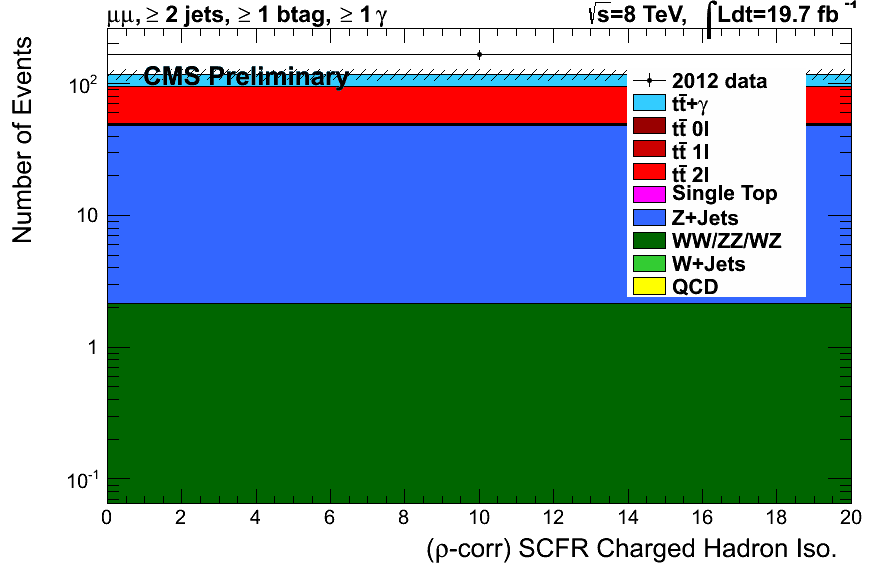 μμ, ≥ 2 jets, ≥ 1 btag, ≥ 1 γ
√s=8 TeV, ∫Ldt=19.7 fb⁻¹
CMS Preliminary
Number of Events
10²
10
1
10⁻¹
2012 data
tt̄+γ
tt̄ 0l
tt̄ 1l
tt̄ 2l
Single Top
Z+Jets
WW/ZZ/WZ
W+Jets
QCD
0 2 4 6 8 10 12 14 16 18 20
(ρ-corr) SCFR Charged Hadron Iso.